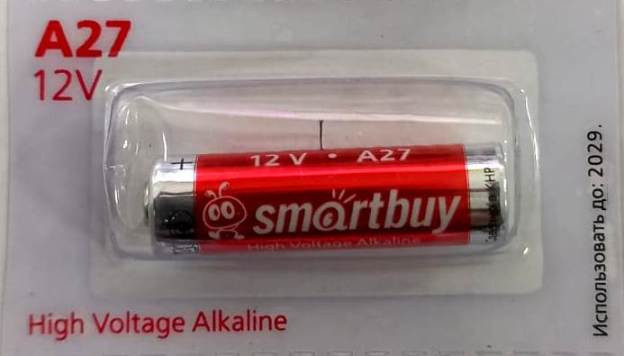 A27
12V
+
12 V • A27
smartbuy
High Voltage Alkaline
High Voltage Alkaline
Использовать до: 2029.